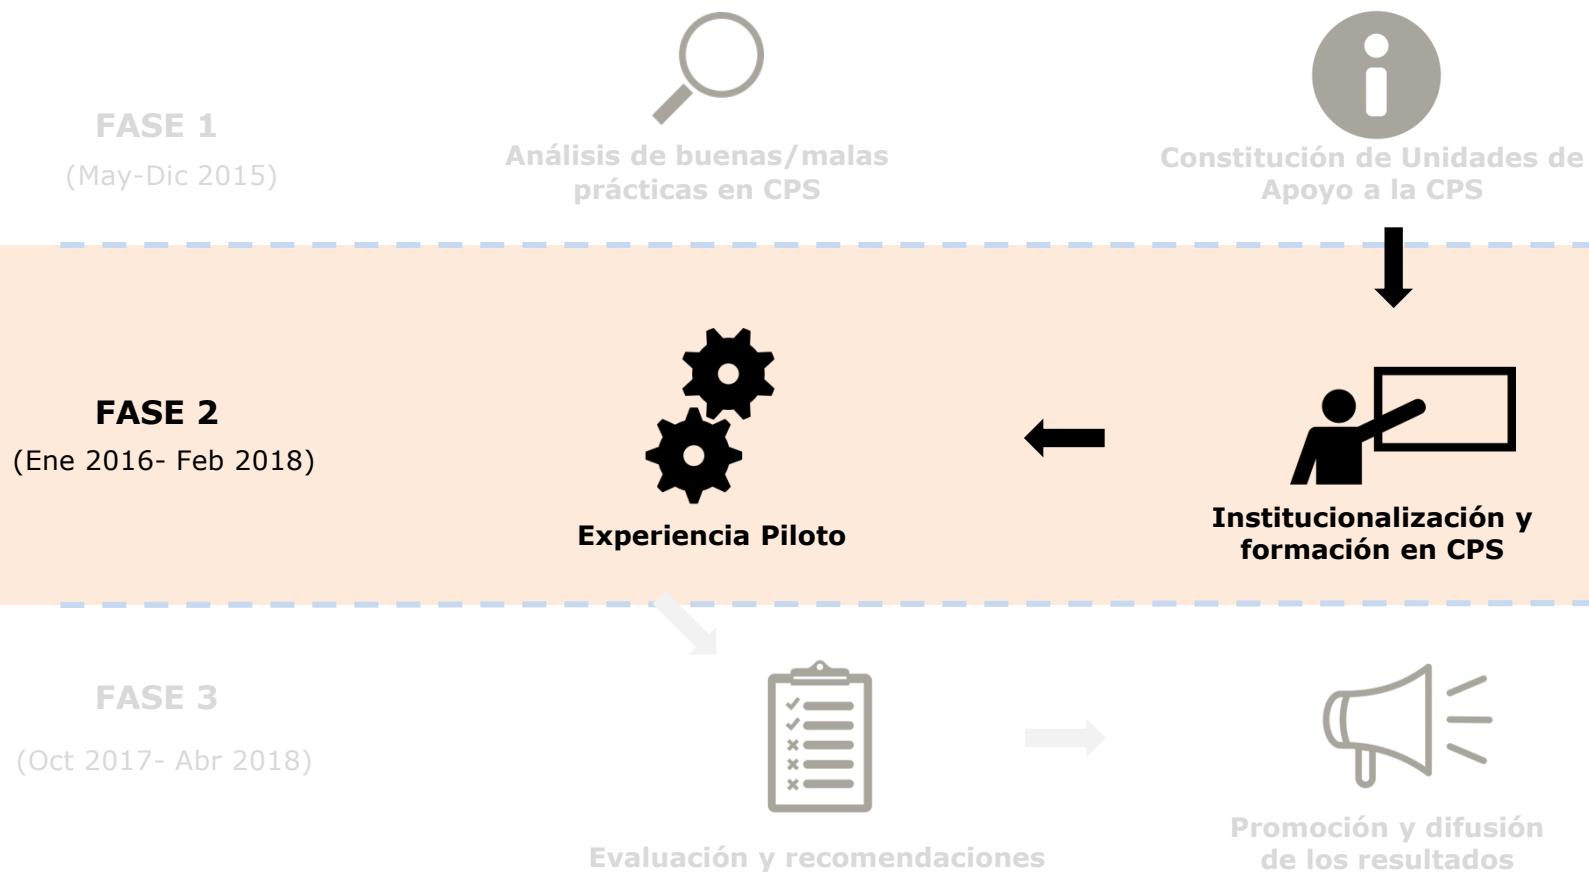 FASE 1
(May-Dic 2015)
Análisis de buenas/malas
prácticas en CPS
Constitución de Unidades de
Apoyo a la CPS
FASE 2
(Ene 2016- Feb 2018)
Experiencia Piloto
Institucionalización y
formación en CPS
FASE 3
(Oct 2017- Abr 2018)
Evaluación y recomendaciones
Promoción y difusión
de los resultados